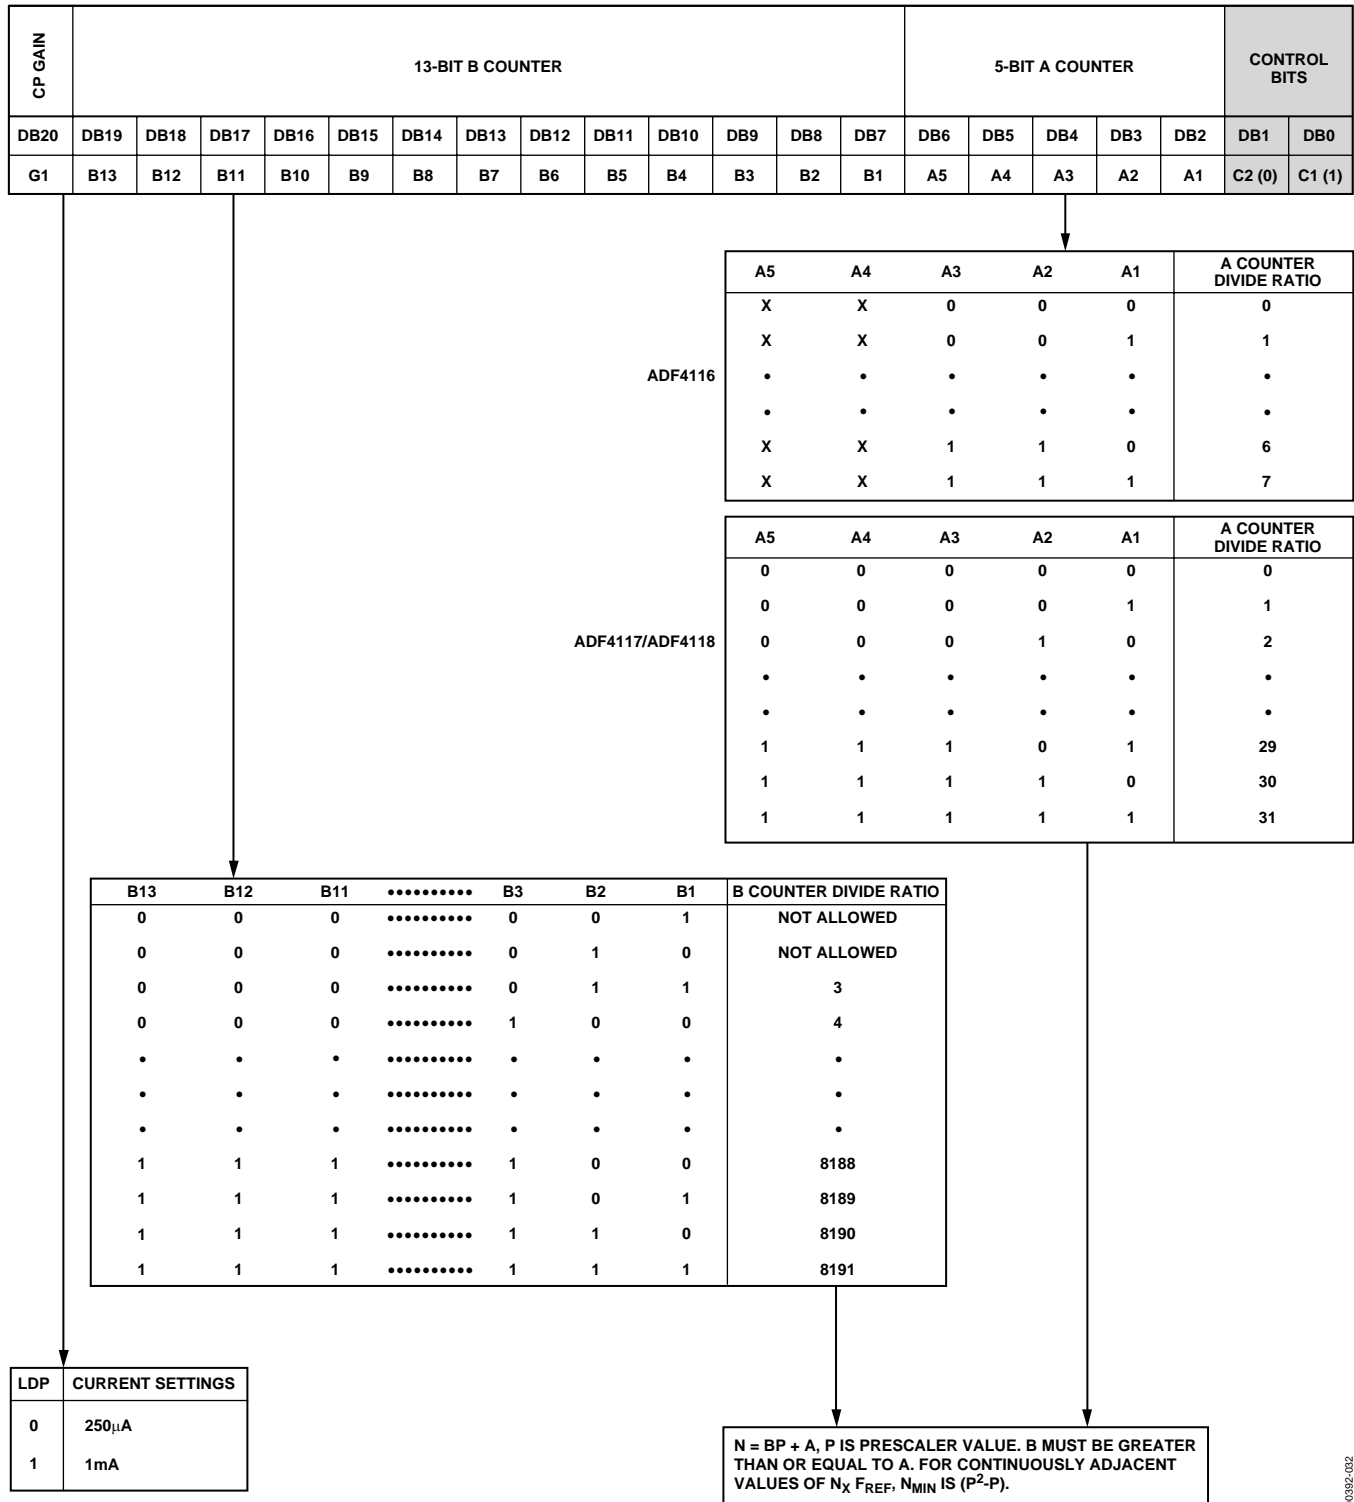 CP GAIN 13-BIT B COUNTER 5-BIT A COUNTER CONTROL BITS
DB20 DB19 DB18 DB17 DB16 DB15 DB14 DB13 DB12 DB11 DB10 DB9 DB8 DB7 DB6 DB5 DB4 DB3 DB2 DB1 DB0
G1 B13 B12 B11 B10 B9 B8 B7 B6 B5 B4 B3 B2 B1 A5 A4 A3 A2 A1 C2 (0) C1 (1)
A5 A4 A3 A2 A1 A COUNTER DIVIDE RATIO
X X 0 0 0 0
X X 0 0 1 1
ADF4116 • • • • • •
• • • • • •
X X 1 1 0 6
X X 1 1 1 7
A5 A4 A3 A2 A1 A COUNTER DIVIDE RATIO
0 0 0 0 0 0
0 0 0 0 1 1
ADF4117/ADF4118 0 0 0 1 0 2
• • • • • •
• • • • • •
1 1 1 0 1 29
1 1 1 1 0 30
1 1 1 1 1 31
B13 B12 B11 •••••••••• B3 B2 B1 B COUNTER DIVIDE RATIO
0 0 0 •••••••••• 0 0 1 NOT ALLOWED
0 0 0 •••••••••• 0 1 0 NOT ALLOWED
0 0 0 •••••••••• 0 1 1 3
0 0 0 •••••••••• 1 0 0 4
• • • •••••••••• • • • •
• • • •••••••••• • • • •
• • • •••••••••• • • • •
1 1 1 •••••••••• 1 0 0 8188
1 1 1 •••••••••• 1 0 1 8189
1 1 1 •••••••••• 1 1 0 8190
1 1 1 •••••••••• 1 1 1 8191
LDP CURRENT SETTINGS
0 250µA
1 1mA
N = BP + A, P IS PRESCALER VALUE. B MUST BE GREATER
THAN OR EQUAL TO A. FOR CONTINUOUSLY ADJACENT
VALUES OF NX FREF, NMIN IS (P²-P).
00392-032